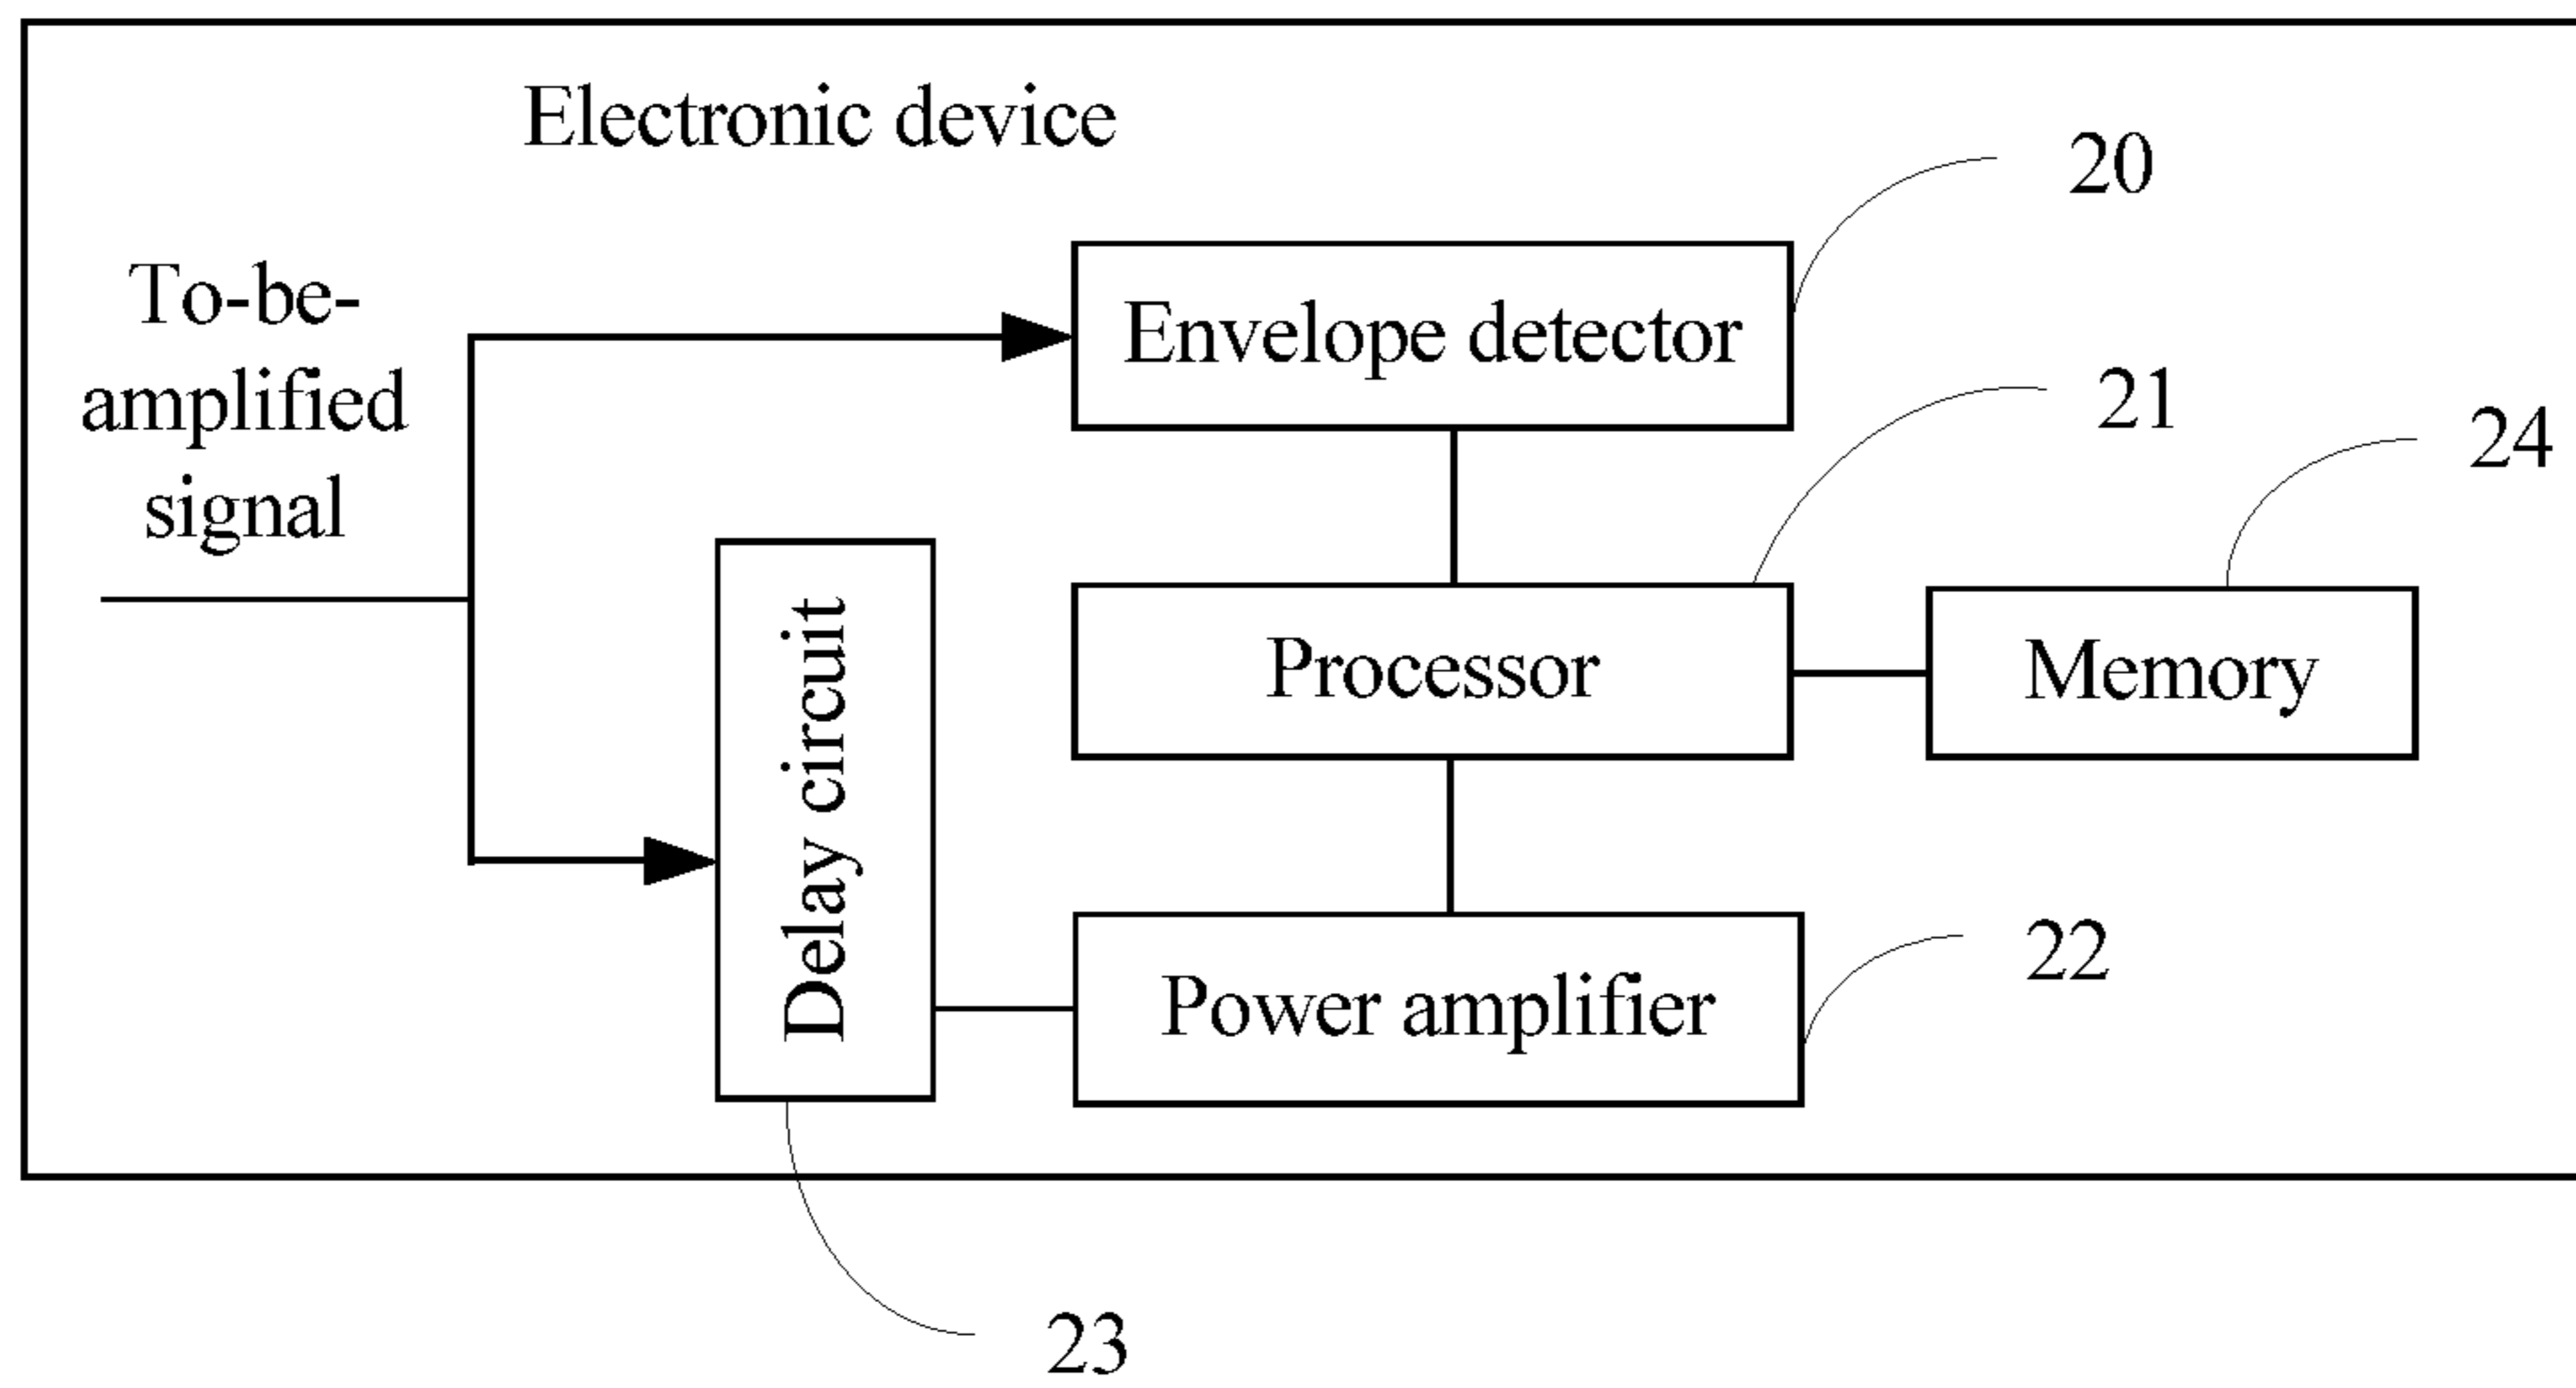 Electronic device
20
To-be-
amplified
signal
Envelope detector
21
24
Delay circuit
Processor
Memory
22
Power amplifier
23